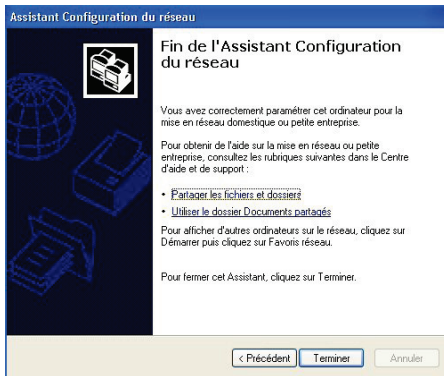 Assistant Configuration du réseau
Fin de l'Assistant Configuration
du réseau
Vous avez correctement paramétré cet ordinateur pour la
mise en réseau domestique ou petite entreprise.
Pour obtenir de l'aide sur la mise en réseau ou petite
entreprise, consultez les rubriques suivantes dans le Centre
d'aide et de support :
• Partager les fichiers et dossiers
• Utiliser le dossier Documents partagés
Pour afficher d'autres ordinateurs sur le réseau, cliquez sur
Démarrer puis cliquez sur Favoris réseau.
Pour fermer cet Assistant, cliquez sur Terminer.
< Précédent Terminer Annuler